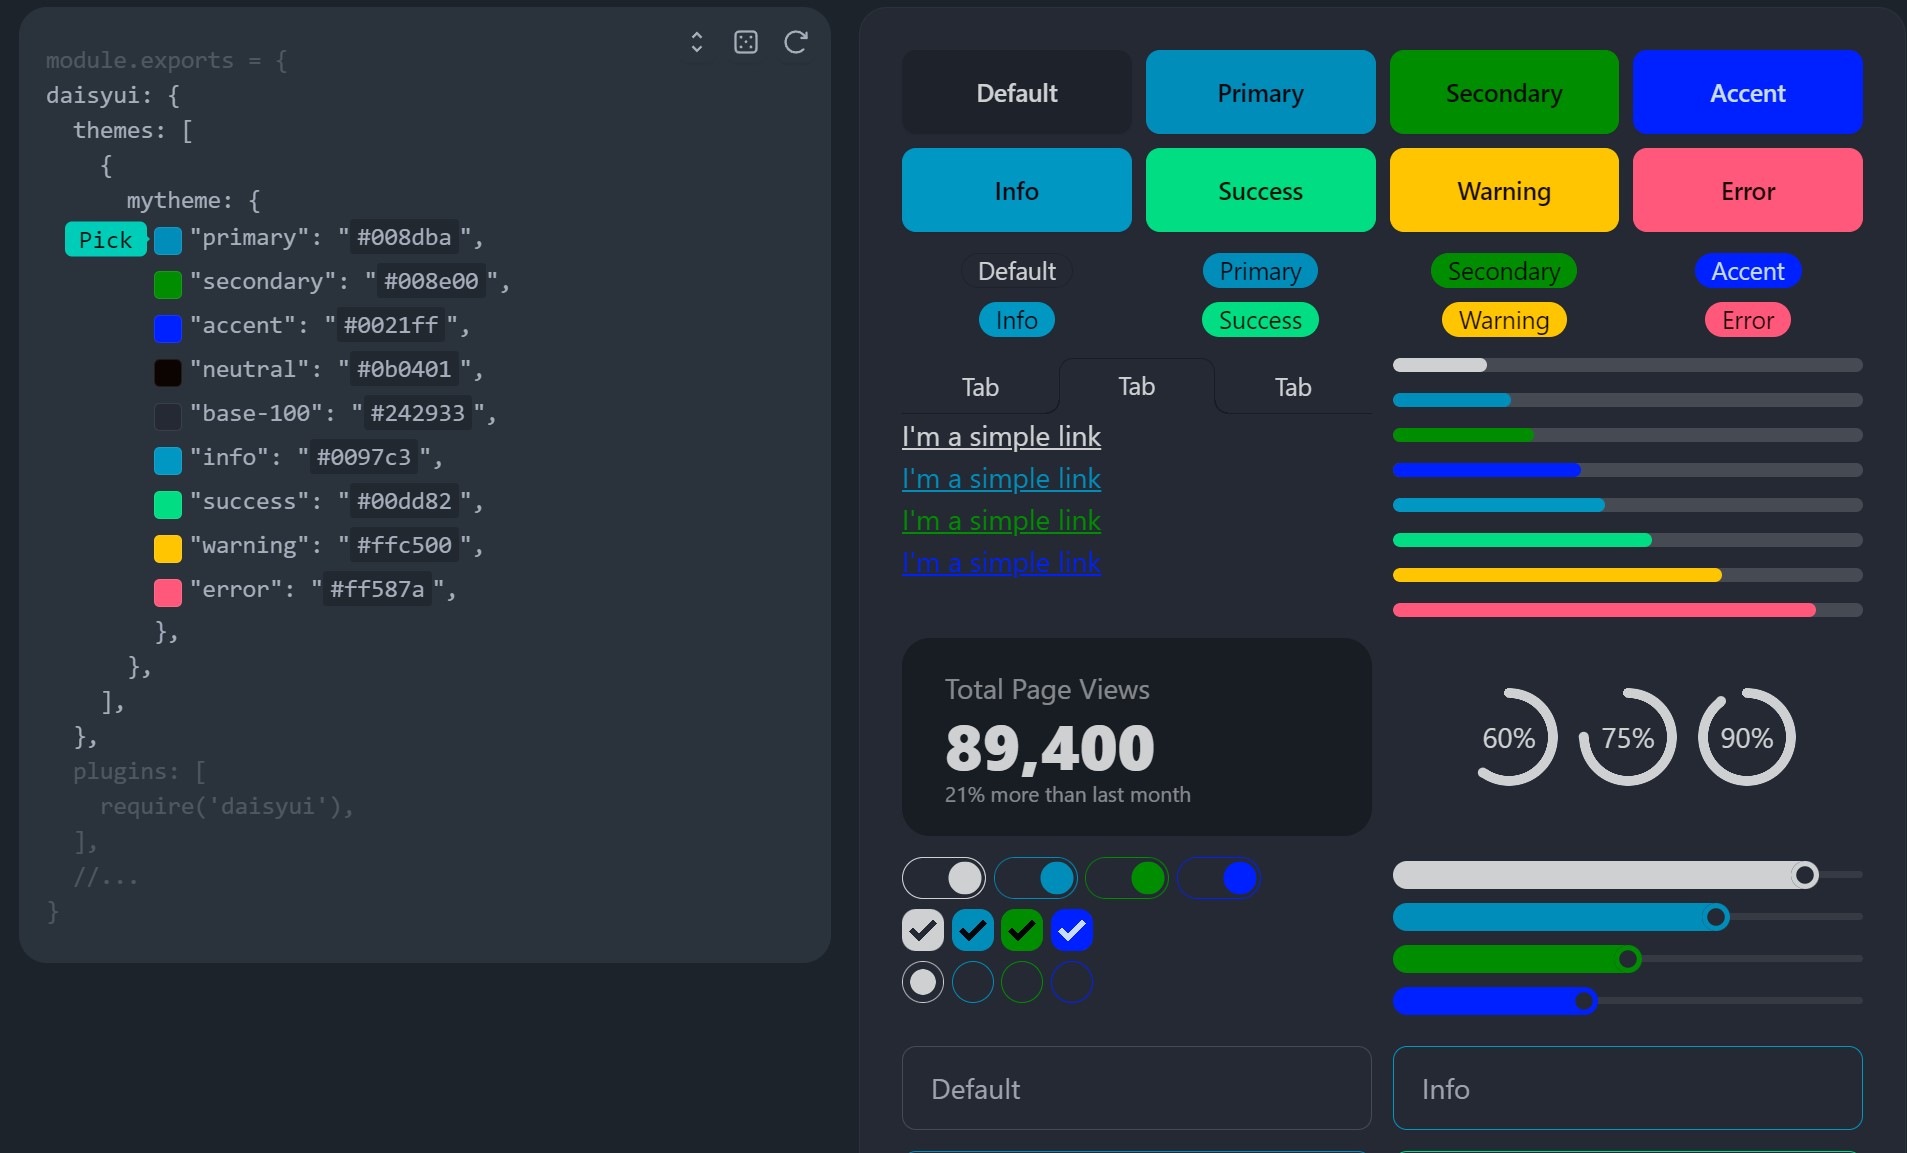 module.exports = {
daisyui: {
themes: [
{
mytheme: {
Pick "primary": "#008dba",
"secondary": "#008e00",
"accent": "#0021ff",
"neutral": "#0b0401",
"base-100": "#242933",
"info": "#0097c3",
"success": "#00dd82",
"warning": "#ffc500",
"error": "#ff587a",
},
},
],
},
plugins: [
require('daisyui'),
],
//...
}
Default Primary Secondary Accent
Info Success Warning Error
Default Primary Secondary Accent
Info Success Warning Error
Tab Tab Tab
I'm a simple link
I'm a simple link
I'm a simple link
I'm a simple link
Total Page Views
89,400
21% more than last month
60% 75% 90%
Default Info